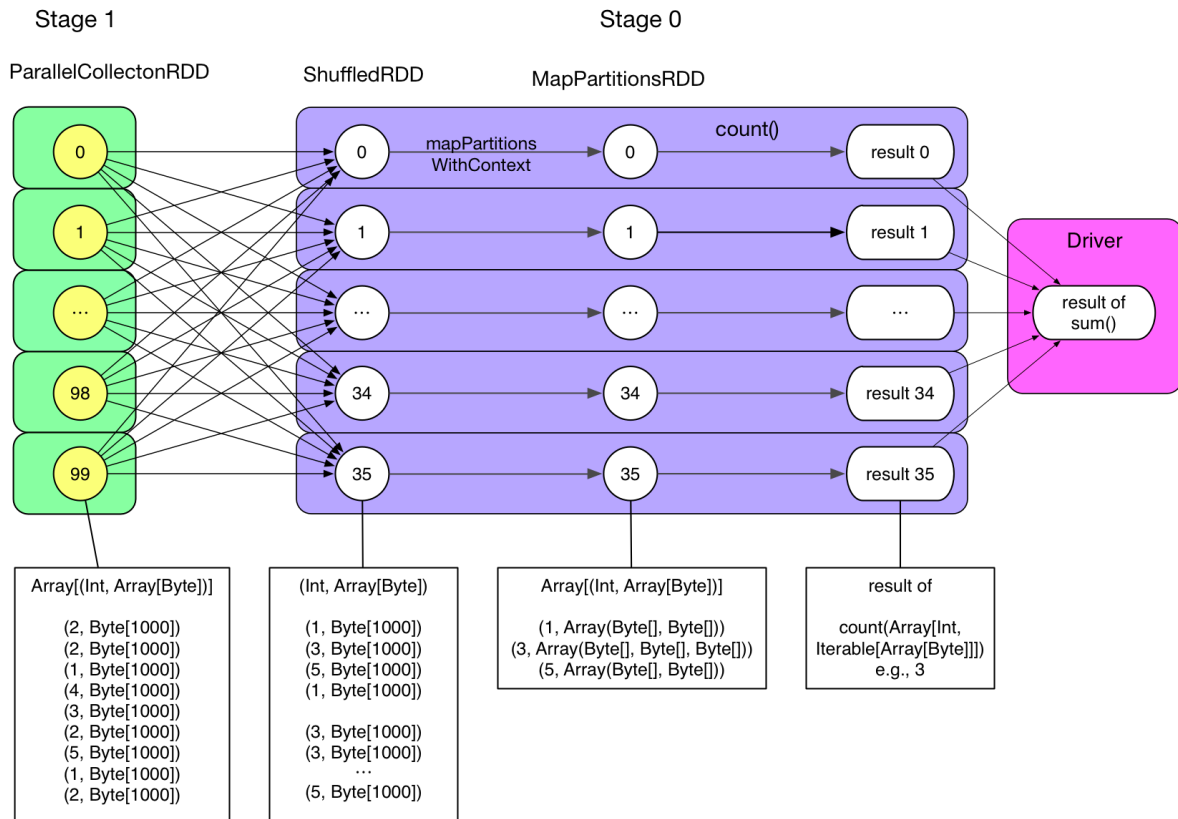 Stage 1
Stage 0
ParallelCollectonRDD
ShuffledRDD
MapPartitionsRDD
0
0
mapPartitions
WithContext
0
count()
result 0
1
1
1
result 1
Driver
...
...
...
...
result of
sum()
98
34
34
result 34
99
35
35
result 35
Array[(Int, Array[Byte])]
(2, Byte[1000])
(2, Byte[1000])
(1, Byte[1000])
(4, Byte[1000])
(3, Byte[1000])
(2, Byte[1000])
(5, Byte[1000])
(1, Byte[1000])
(2, Byte[1000])
(Int, Array[Byte])
(1, Byte[1000])
(3, Byte[1000])
(5, Byte[1000])
(1, Byte[1000])
(3, Byte[1000])
(3, Byte[1000])
...
(5, Byte[1000])
Array[(Int, Array[Byte])]
(1, Array(Byte[], Byte[]))
(3, Array(Byte[], Byte[], Byte[]))
(5, Array(Byte[], Byte[]))
result of
count(Array[Int,
Iterable[Array[Byte]]])
e.g., 3